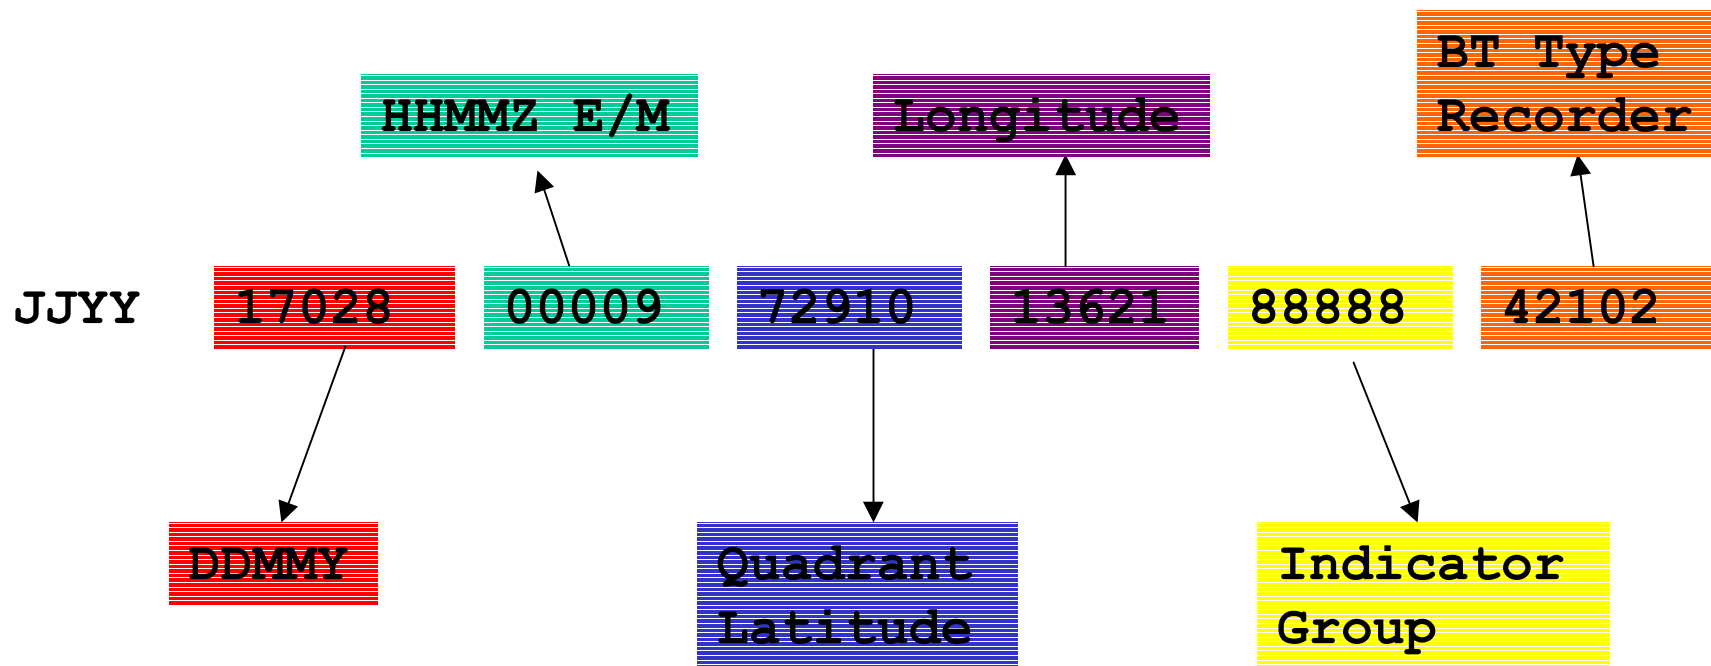 BT Type
Recorder
HHMMZ E/M
Longitude
JJYY 17028 00009 72910 13621 88888 42102
DDMMY
Quadrant
Latitude
Indicator
Group